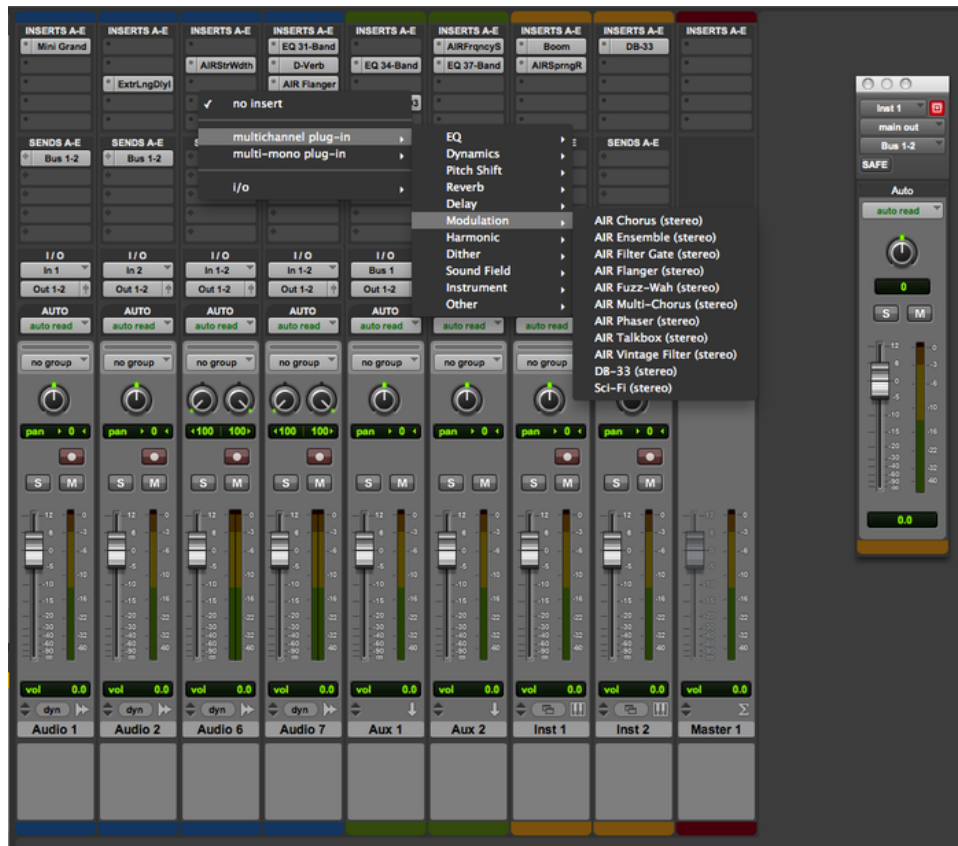 INSERTS A-E INSERTS A-E INSERTS A-E INSERTS A-E INSERTS A-E INSERTS A-E INSERTS A-E INSERTS A-E INSERTS A-E
Mini Grand EQ 31-Band AIRFrqncyS Boom DB-33
AIRStrWdth D-Verb EQ 34-Band EQ 37-Band AIRSprngR
ExtrLngDlyl AIR Flanger
✓ no insert
multichannel plug-in
multi-mono plug-in
i/o
EQ
Dynamics
Pitch Shift
Reverb
Delay
Modulation
Harmonic
Dither
Sound Field
Instrument
Other
AIR Chorus (stereo)
AIR Ensemble (stereo)
AIR Filter Gate (stereo)
AIR Flanger (stereo)
AIR Fuzz-Wah (stereo)
AIR Multi-Chorus (stereo)
AIR Phaser (stereo)
AIR Talkbox (stereo)
AIR Vintage Filter (stereo)
DB-33 (stereo)
Sci-Fi (stereo)
SENDS A-E SENDS A-E SENDS A-E
Bus 1-2 Bus 1-2
I/O I/O I/O I/O I/O
In 1 In 2 In 1-2 In 1-2 Bus 1
Out 1-2 Out 1-2 Out 1-2 Out 1-2 Out 1-2
AUTO AUTO AUTO AUTO AUTO
auto read auto read auto read auto read auto read auto read auto read
no group no group no group no group no group no group no group
pan 0 pan 0 100 100 100 100 pan 0 pan 0 pan 0 pan 0
S M S M S M S M S M S M S M S M
vol 0.0 vol 0.0 vol 0.0 vol 0.0 vol 0.0 vol 0.0 vol 0.0 vol 0.0 vol 0.0
dyn dyn dyn dyn Σ
Audio 1 Audio 2 Audio 6 Audio 7 Aux 1 Aux 2 Inst 1 Inst 2 Master 1
Inst 1
main out
Bus 1-2
SAFE
Auto
auto read
0
S M
0.0